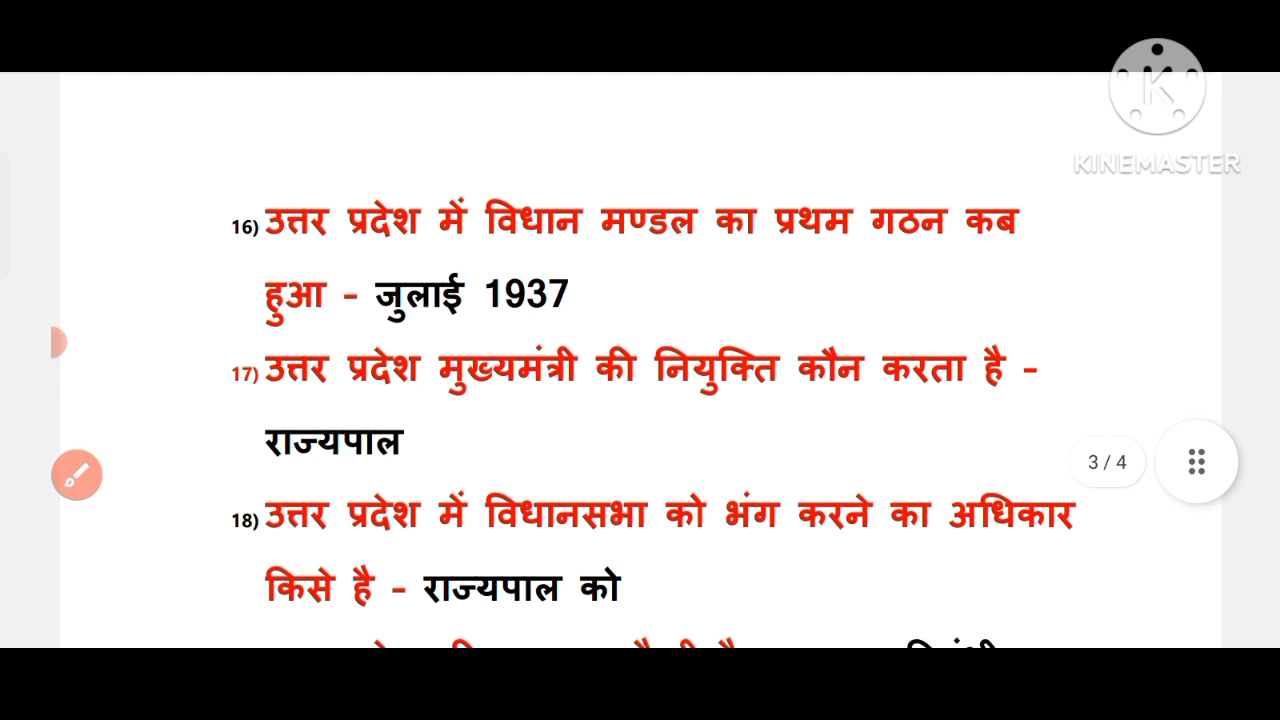 KINEMASTER
16) उत्तर प्रदेश में विधान मण्डल का प्रथम गठन कब
हुआ - जुलाई 1937
17) उत्तर प्रदेश मुख्यमंत्री की नियुक्ति कौन करता है -
राज्यपाल
3 / 4
18) उत्तर प्रदेश में विधानसभा को भंग करने का अधिकार
किसे है - राज्यपाल को